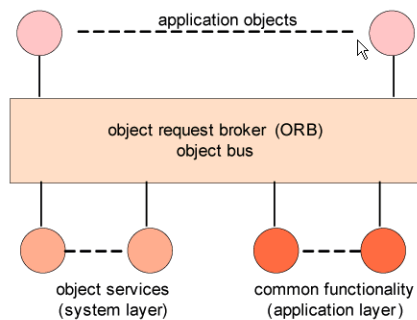 application objects
object request broker (ORB)
object bus
object services
(system layer)
common functionality
(application layer)